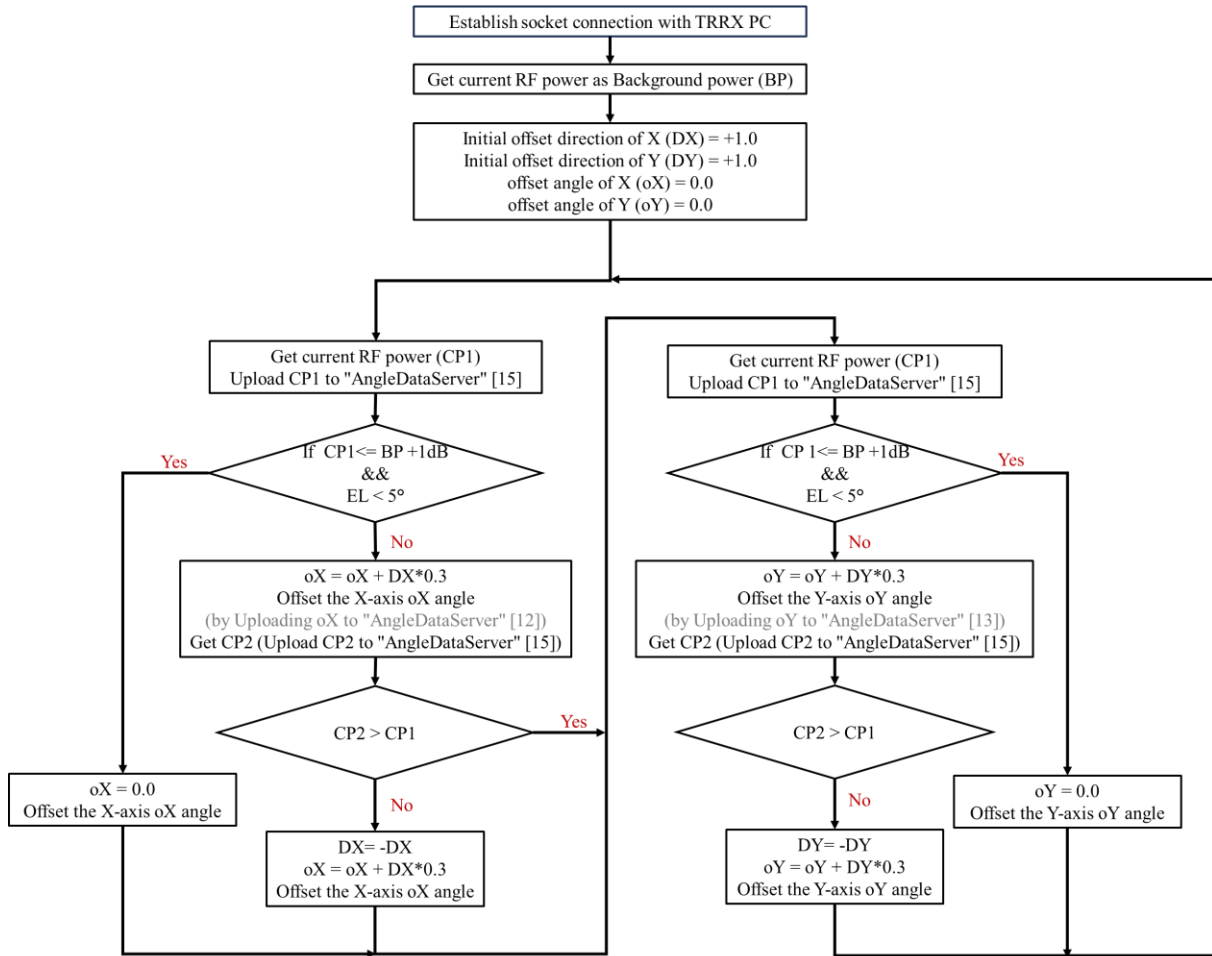 Establish socket connection with TRRX PC
Get current RF power as Background power (BP)
Initial offset direction of X (DX) = +1.0
Initial offset direction of Y (DY) = +1.0
offset angle of X (oX) = 0.0
offset angle of Y (oY) = 0.0
Get current RF power (CP1)
Upload CP1 to "AngleDataServer" [15]
If CP1<= BP +1dB
&&
EL < 5°
Yes
No
oX = oX + DX*0.3
Offset the X-axis oX angle
(by Uploading oX to "AngleDataServer" [12])
Get CP2 (Upload CP2 to "AngleDataServer" [15])
CP2 > CP1
Yes
No
oX = 0.0
Offset the X-axis oX angle
DX= -DX
oX = oX + DX*0.3
Offset the X-axis oX angle
Get current RF power (CP1)
Upload CP1 to "AngleDataServer" [15]
If CP 1<= BP +1dB
&&
EL < 5°
Yes
No
oY = oY + DY*0.3
Offset the Y-axis oY angle
(by Uploading oY to "AngleDataServer" [13])
Get CP2 (Upload CP2 to "AngleDataServer" [15])
CP2 > CP1
No
oY = 0.0
Offset the Y-axis oY angle
DY= -DY
oY = oY + DY*0.3
Offset the Y-axis oY angle